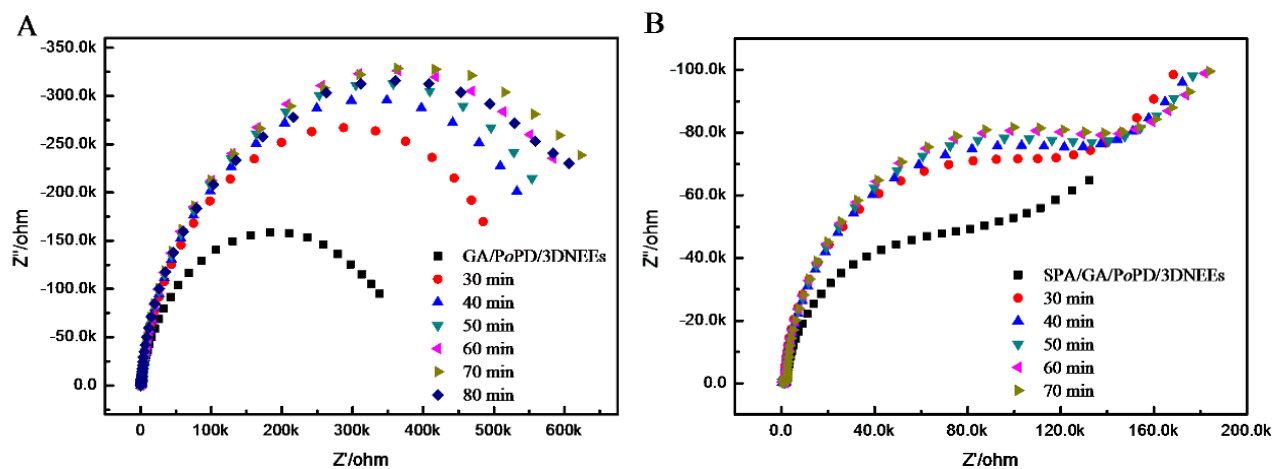 A
-350.0k
-300.0k
-250.0k
-200.0k
-150.0k
-100.0k
-50.0k
0.0
Z''/ohm
GA/PoPD/3DNEEs
30 min
40 min
50 min
60 min
70 min
80 min
0 100k 200k 300k 400k 500k 600k
Z'/ohm
B
-100.0k
-80.0k
-60.0k
-40.0k
-20.0k
0.0
Z''/ohm
SPA/GA/PoPD/3DNEEs
30 min
40 min
50 min
60 min
70 min
0.0 40.0k 80.0k 120.0k 160.0k 200.0k
Z'/ohm